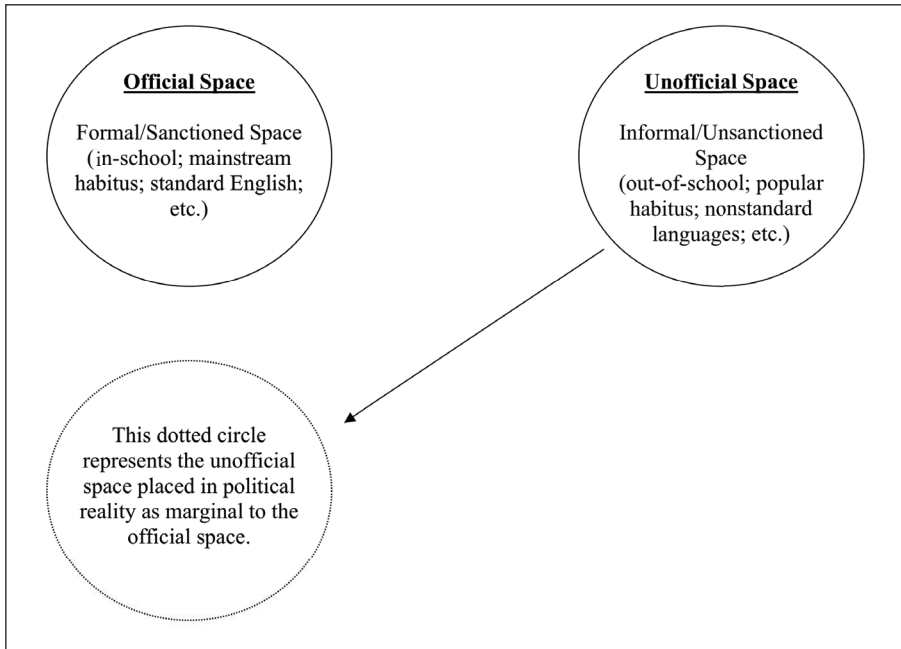 Official Space
Formal/Sanctioned Space
(in-school; mainstream
habitus; standard English;
etc.)
Unofficial Space
Informal/Unsanctioned
Space
(out-of-school; popular
habitus; nonstandard
languages; etc.)
This dotted circle
represents the unofficial
space placed in political
reality as marginal to the
official space.